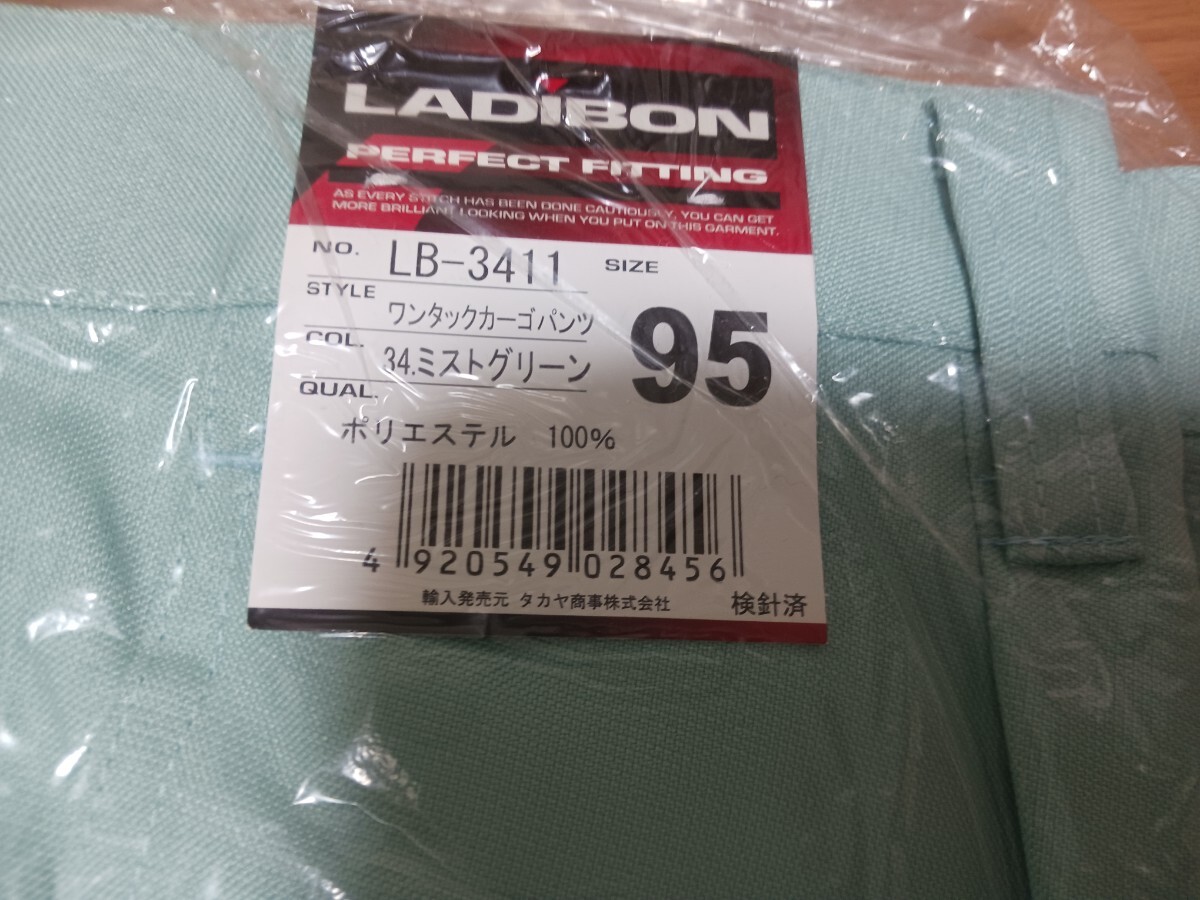 LADIBON
PERFECT FITTING
AS EVERY STITCH HAS BEEN DONE CAUTIOUSLY, YOU CAN GET
MORE BRILLIANT LOOKING WHEN YOU PUT ON THIS GARMENT.
NO. LB-3411 SIZE
STYLE ワンタックカーゴパンツ 95
COL. 34.ミストグリーン
QUAL.
ポリエステル 100%
4 920549 028456
輸入発売元 タカヤ商事株式会社 検針済